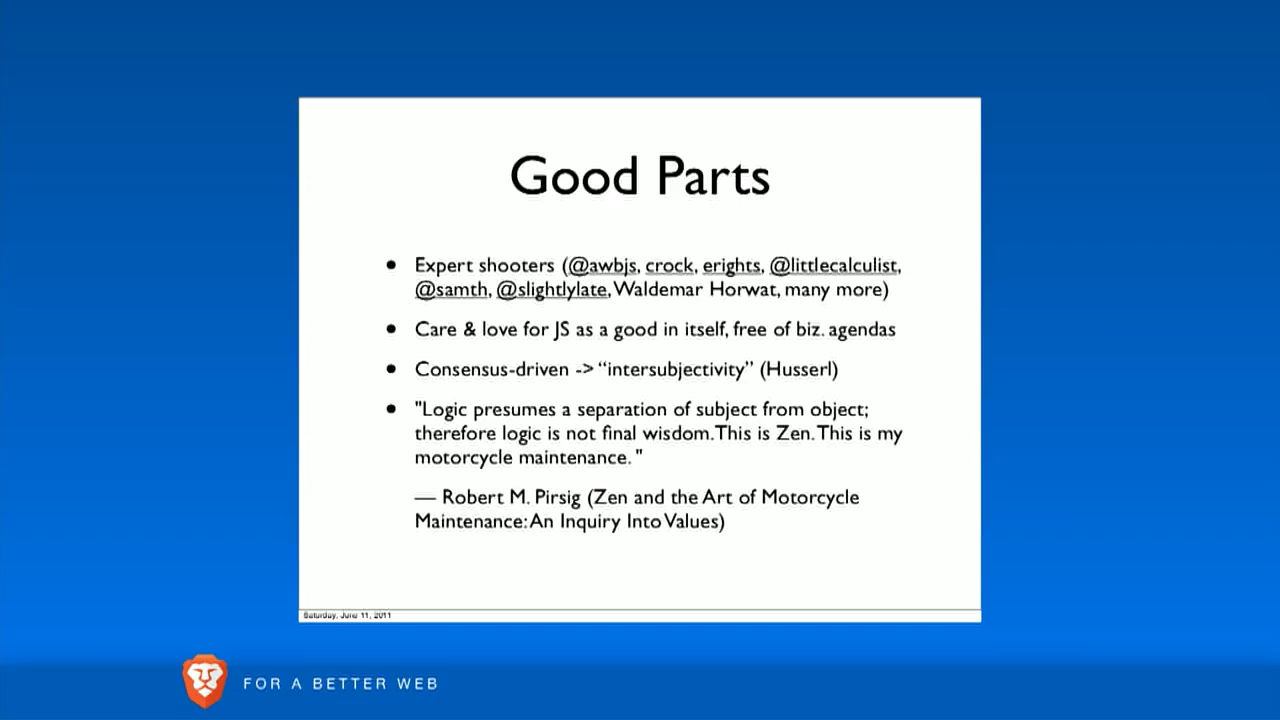 Good Parts
• Expert shooters (@awbjs, crock, erights, @littlecalculist,
@samth, @slightlylate, Waldemar Horwat, many more)
• Care & love for JS as a good in itself, free of biz. agendas
• Consensus-driven -> “intersubjectivity” (Husserl)
• "Logic presumes a separation of subject from object;
therefore logic is not final wisdom. This is Zen. This is my
motorcycle maintenance. "
— Robert M. Pirsig (Zen and the Art of Motorcycle
Maintenance: An Inquiry Into Values)
Saturday, June 11, 2011
FOR A BETTER WEB